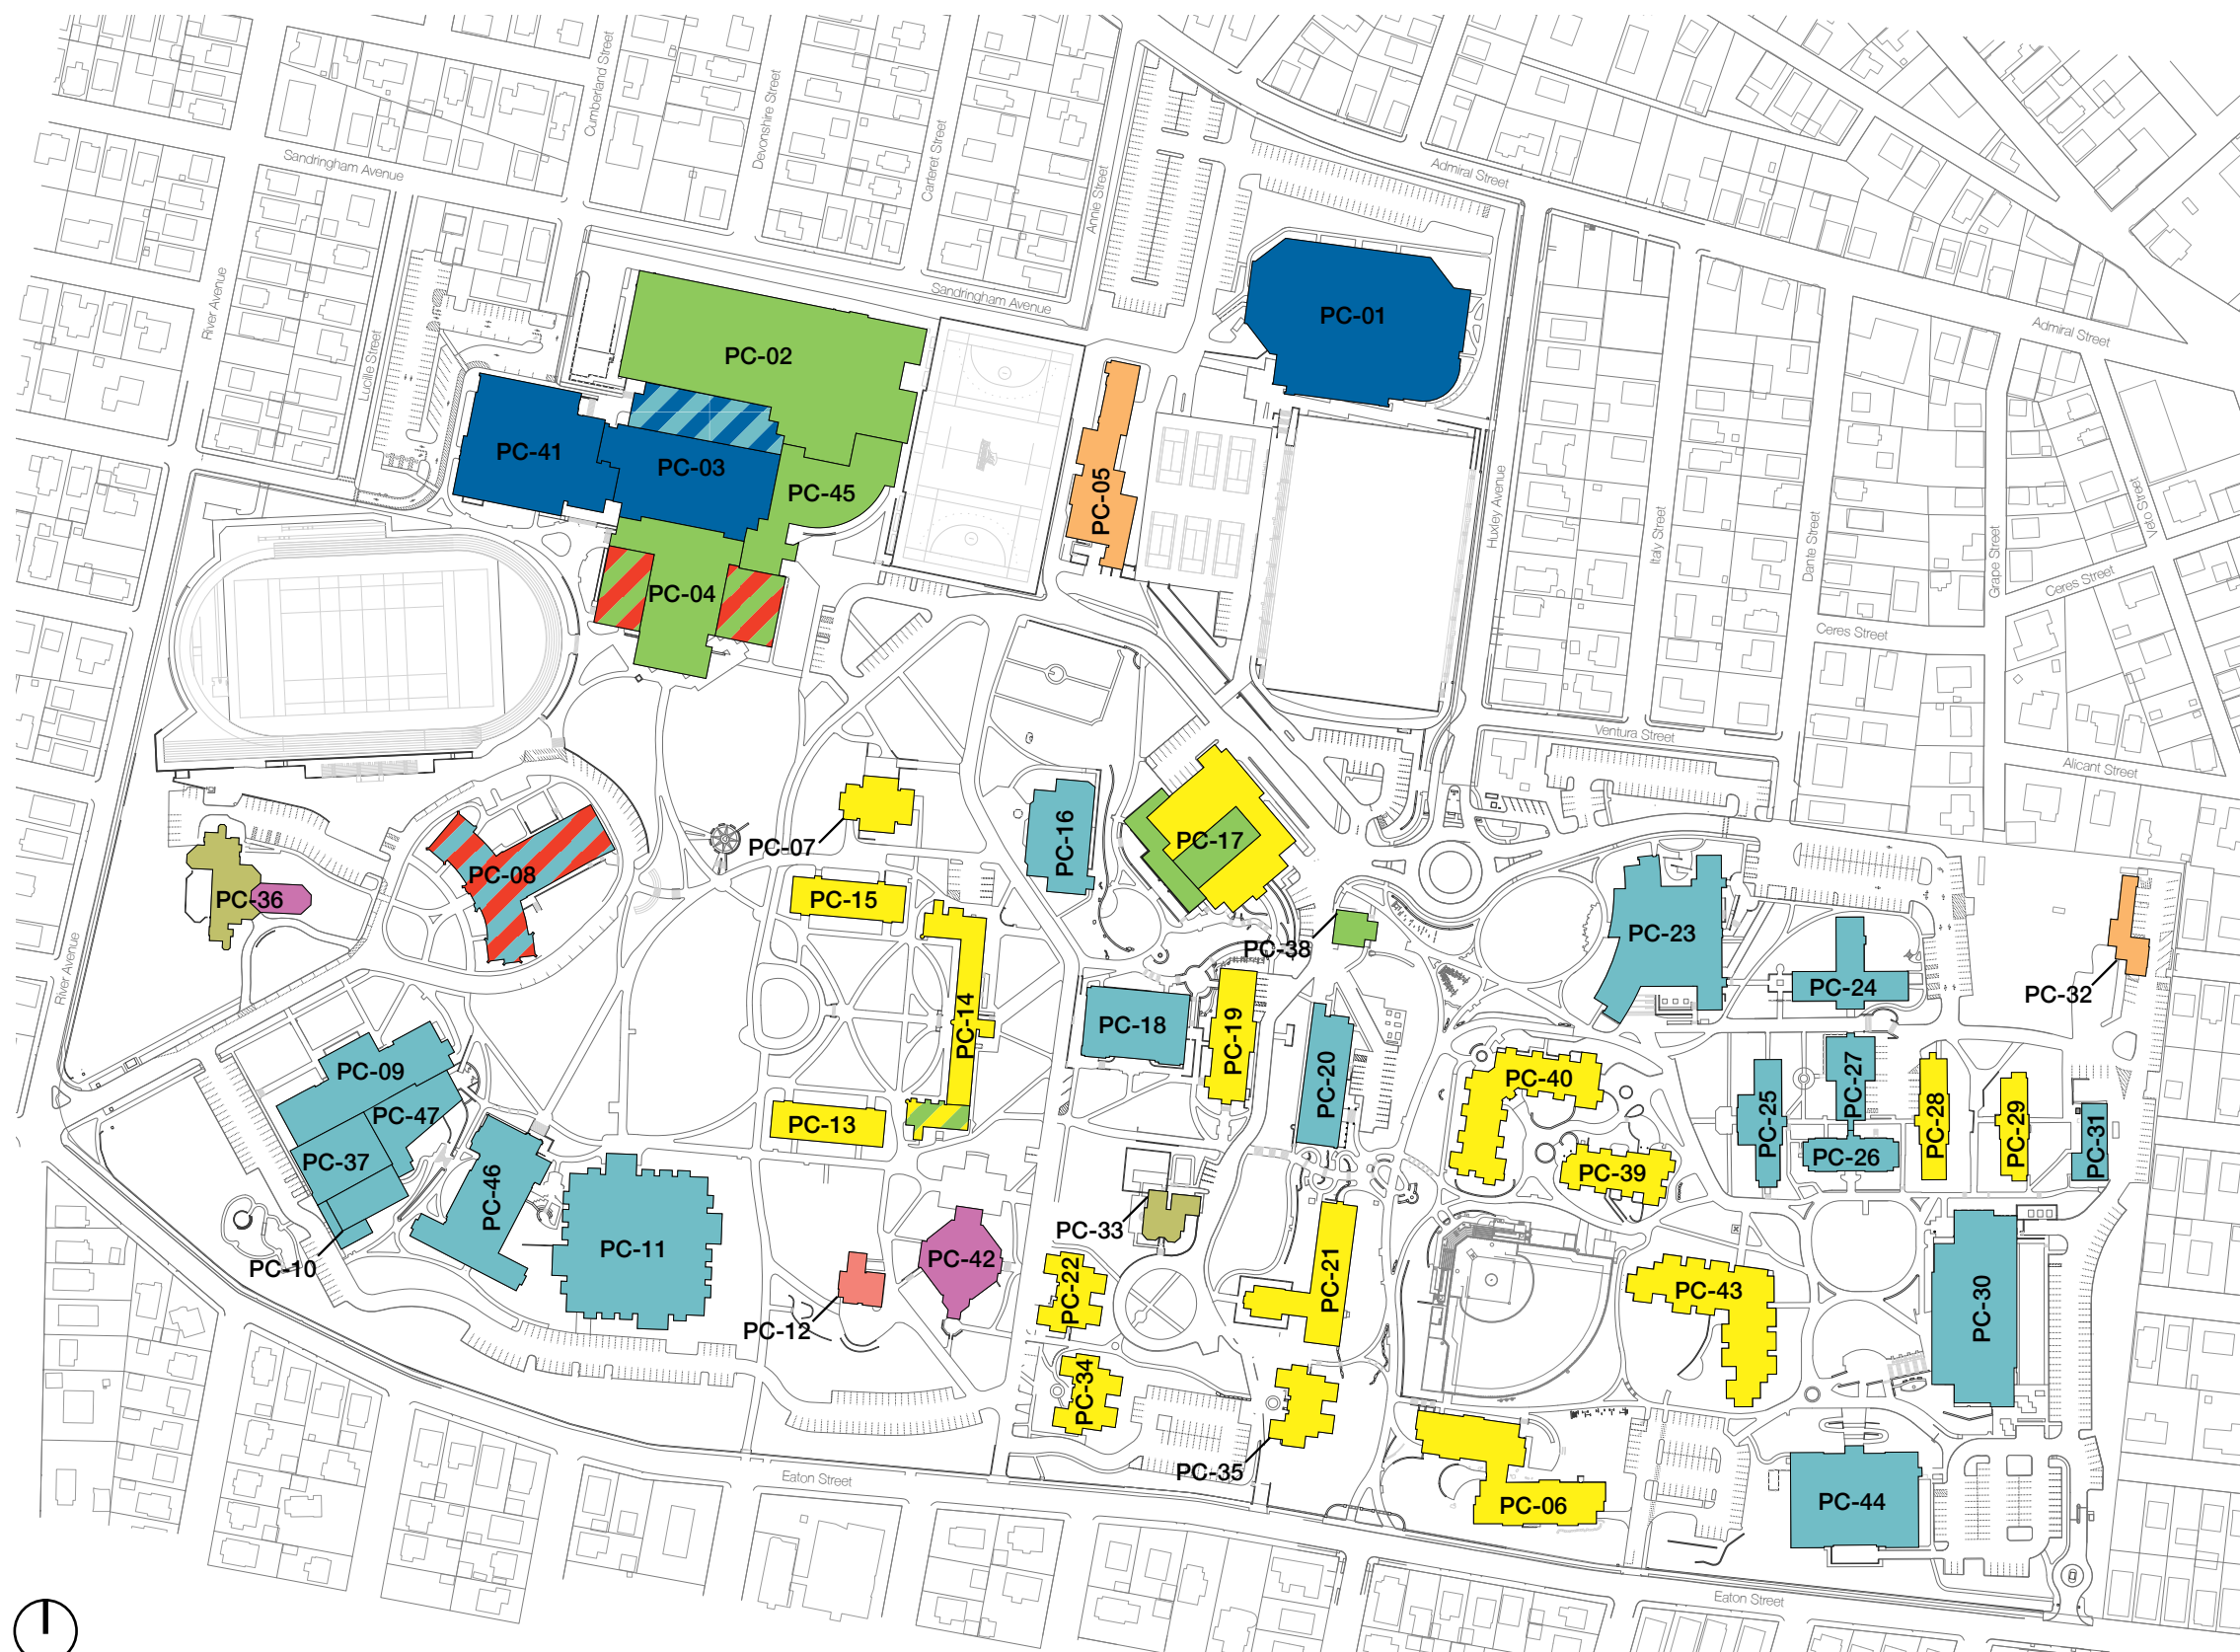 Cumberland Street
Devonshire Street
Carteret Street
Annie Street
Sandringham Avenue
Admiral Street
River Avenue
Lucille Street
Sandringham Avenue
PC-01
Admiral Street
PC-02
PC-41
PC-03
PC-45
PC-05
Huxley Avenue
Italy Street
Dante Street
Grape Street
Veto Street
Ceres Street
PC-04
Ceres Street
Ventura Street
Alicant Street
PC-07
PC-16
PC-17
PC-08
PC-36
PC-15
PC-38
PC-23
PC-24
PC-32
River Avenue
PC-14
PC-18
PC-19
PC-20
PC-09
PC-47
PC-13
PC-40
PC-25
PC-27
PC-28
PC-29
PC-31
PC-37
PC-46
PC-39
PC-26
PC-33
PC-11
PC-42
PC-10
PC-22
PC-21
PC-43
PC-30
PC-12
PC-34
PC-35
Eaton Street
PC-06
PC-44
Eaton Street